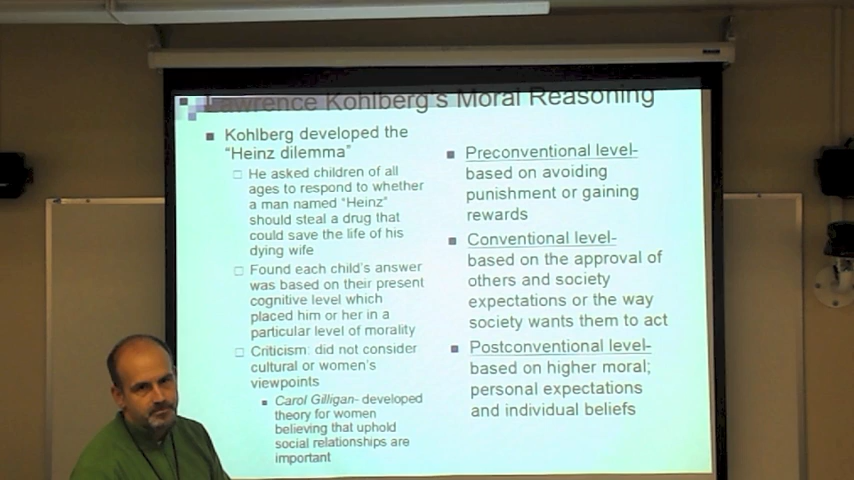 Lawrence Kohlberg's Moral Reasoning
Kohlberg developed the
"Heinz dilemma"
He asked children of all
ages to respond to whether
a man named "Heinz"
should steal a drug that
could save the life of his
dying wife
Found each child's answer
was based on their present
cognitive level which
placed him or her in a
particular level of morality
Criticism: did not consider
cultural or women's
viewpoints
Carol Gilligan- developed
theory for women
believing that uphold
social relationships are
important
Preconventional level-
based on avoiding
punishment or gaining
rewards
Conventional level-
based on the approval of
others and society
expectations or the way
society wants them to act
Postconventional level-
based on higher moral;
personal expectations
and individual beliefs